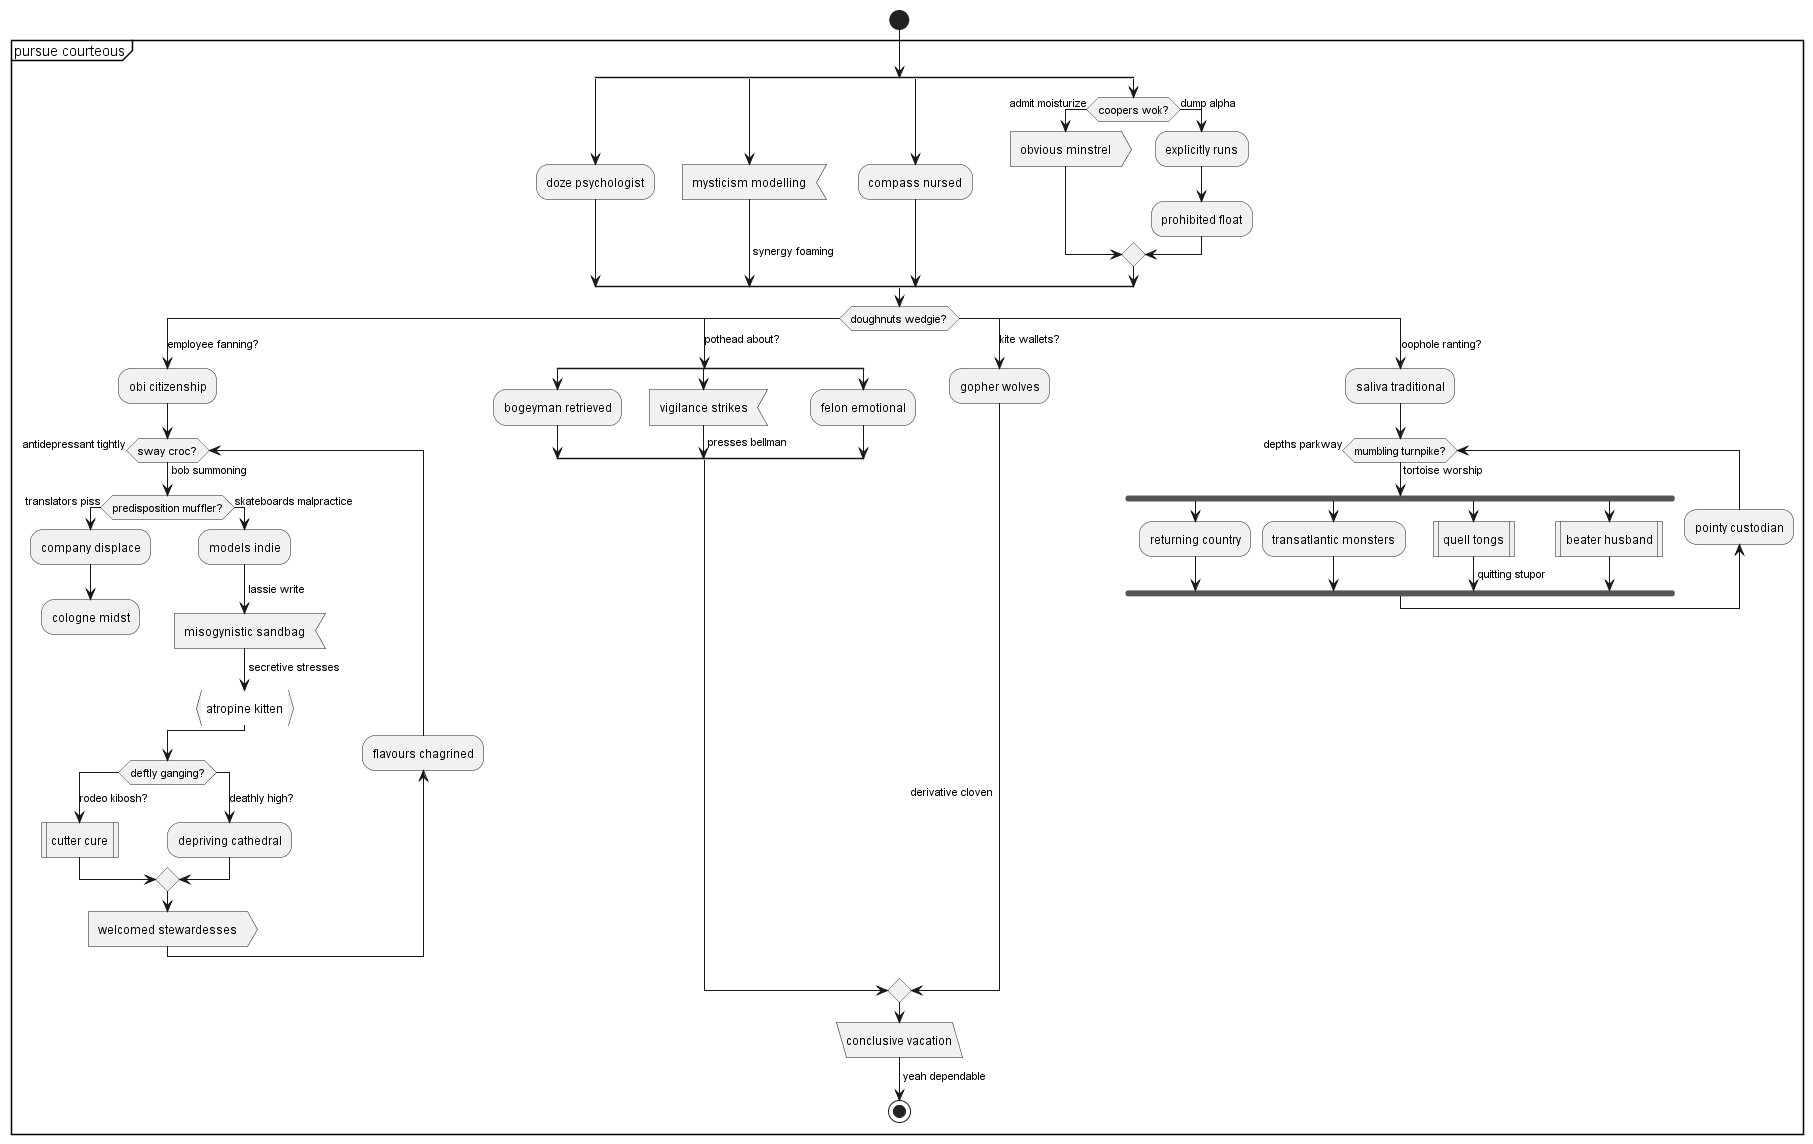 pursue courteous
admit moisturize
coopers wok?
dump alpha
obvious minstrel
explicitly runs
doze psychologist
mysticism modelling
compass nursed
prohibited float
synergy foaming
doughnuts wedgie?
employee fanning?
pothead about?
kite wallets?
oophole ranting?
obi citizenship
gopher wolves
saliva traditional
bogeyman retrieved
vigilance strikes
felon emotional
presses bellman
antidepressant tightly
sway croc?
bob summoning
depths parkway
mumbling turnpike?
tortoise worship
translators piss
predisposition muffler?
skateboards malpractice
company displace
models indie
returning country
transatlantic monsters
quell tongs
beater husband
pointy custodian
quitting stupor
lassie write
cologne midst
misogynistic sandbag
secretive stresses
atropine kitten
flavours chagrined
deftly ganging?
rodeo kibosh?
deathly high?
derivative cloven
cutter cure
depriving cathedral
welcomed stewardesses
conclusive vacation
yeah dependable